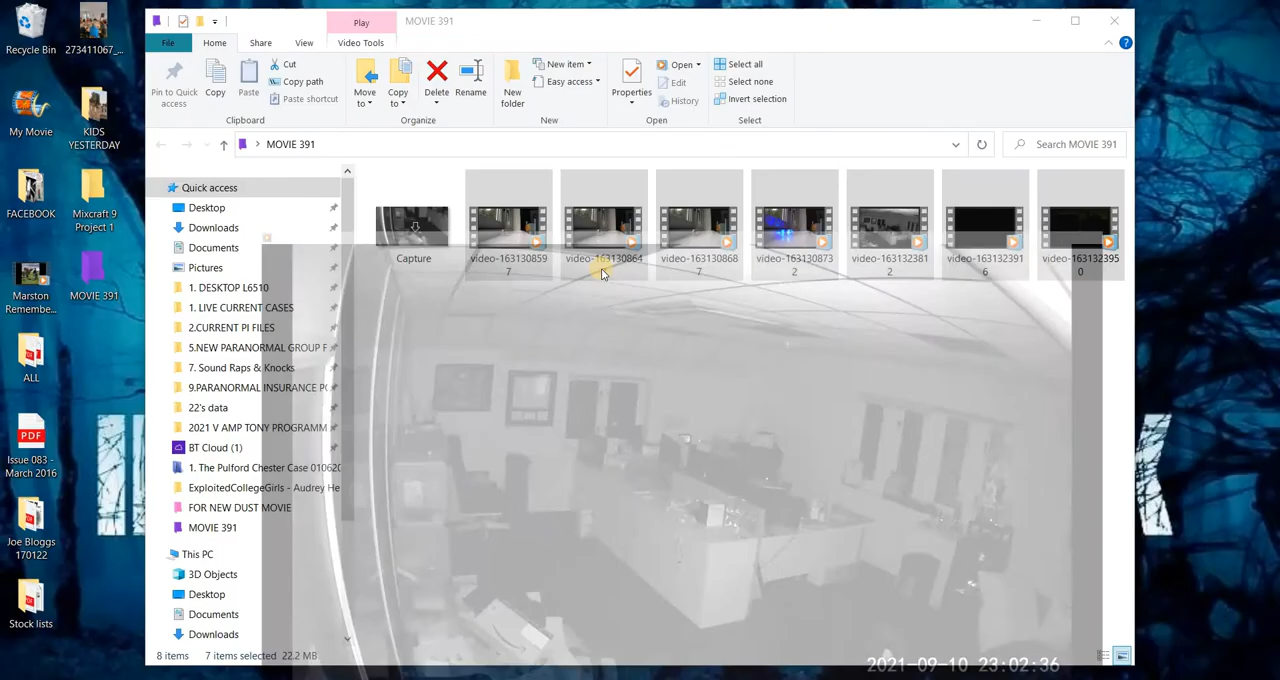 Recycle Bin
273411067_...
My Movie
KIDS
YESTERDAY
FACEBOOK
Mixcraft 9
Project 1
Marston
Remembe...
MOVIE 391
ALL
Issue 083 -
March 2016
Joe Bloggs
170122
Stock lists
PDF
Play
MOVIE 391
File
Home
Share
View
Video Tools
Pin to Quick
access
Copy
Paste
Cut
Copy path
Paste shortcut
Clipboard
Move
to
Copy
to
Delete
Rename
Organize
New
folder
New item
Easy access
New
Properties
Open
Edit
History
Open
Select all
Select none
Invert selection
Select
MOVIE 391
Search MOVIE 391
Quick access
Desktop
Downloads
Documents
Pictures
1. DESKTOP L6510
1. LIVE CURRENT CASES
2.CURRENT PI FILES
5.NEW PARANORMAL GROUP F
7. Sound Raps & Knocks
9.PARANORMAL INSURANCE PO
22's data
2021 V AMP TONY PROGRAMM
BT Cloud (1)
1. The Pulford Chester Case 010620
ExploitedCollegeGirls - Audrey He
FOR NEW DUST MOVIE
MOVIE 391
This PC
3D Objects
Desktop
Documents
Downloads
Capture
video-163130859
7
video-163130864
video-163130868
7
video-163130873
2
video-163132381
2
video-163132391
6
video-163132395
0
8 items
7 items selected
22.2 MB
2021-09-10 23:02:36